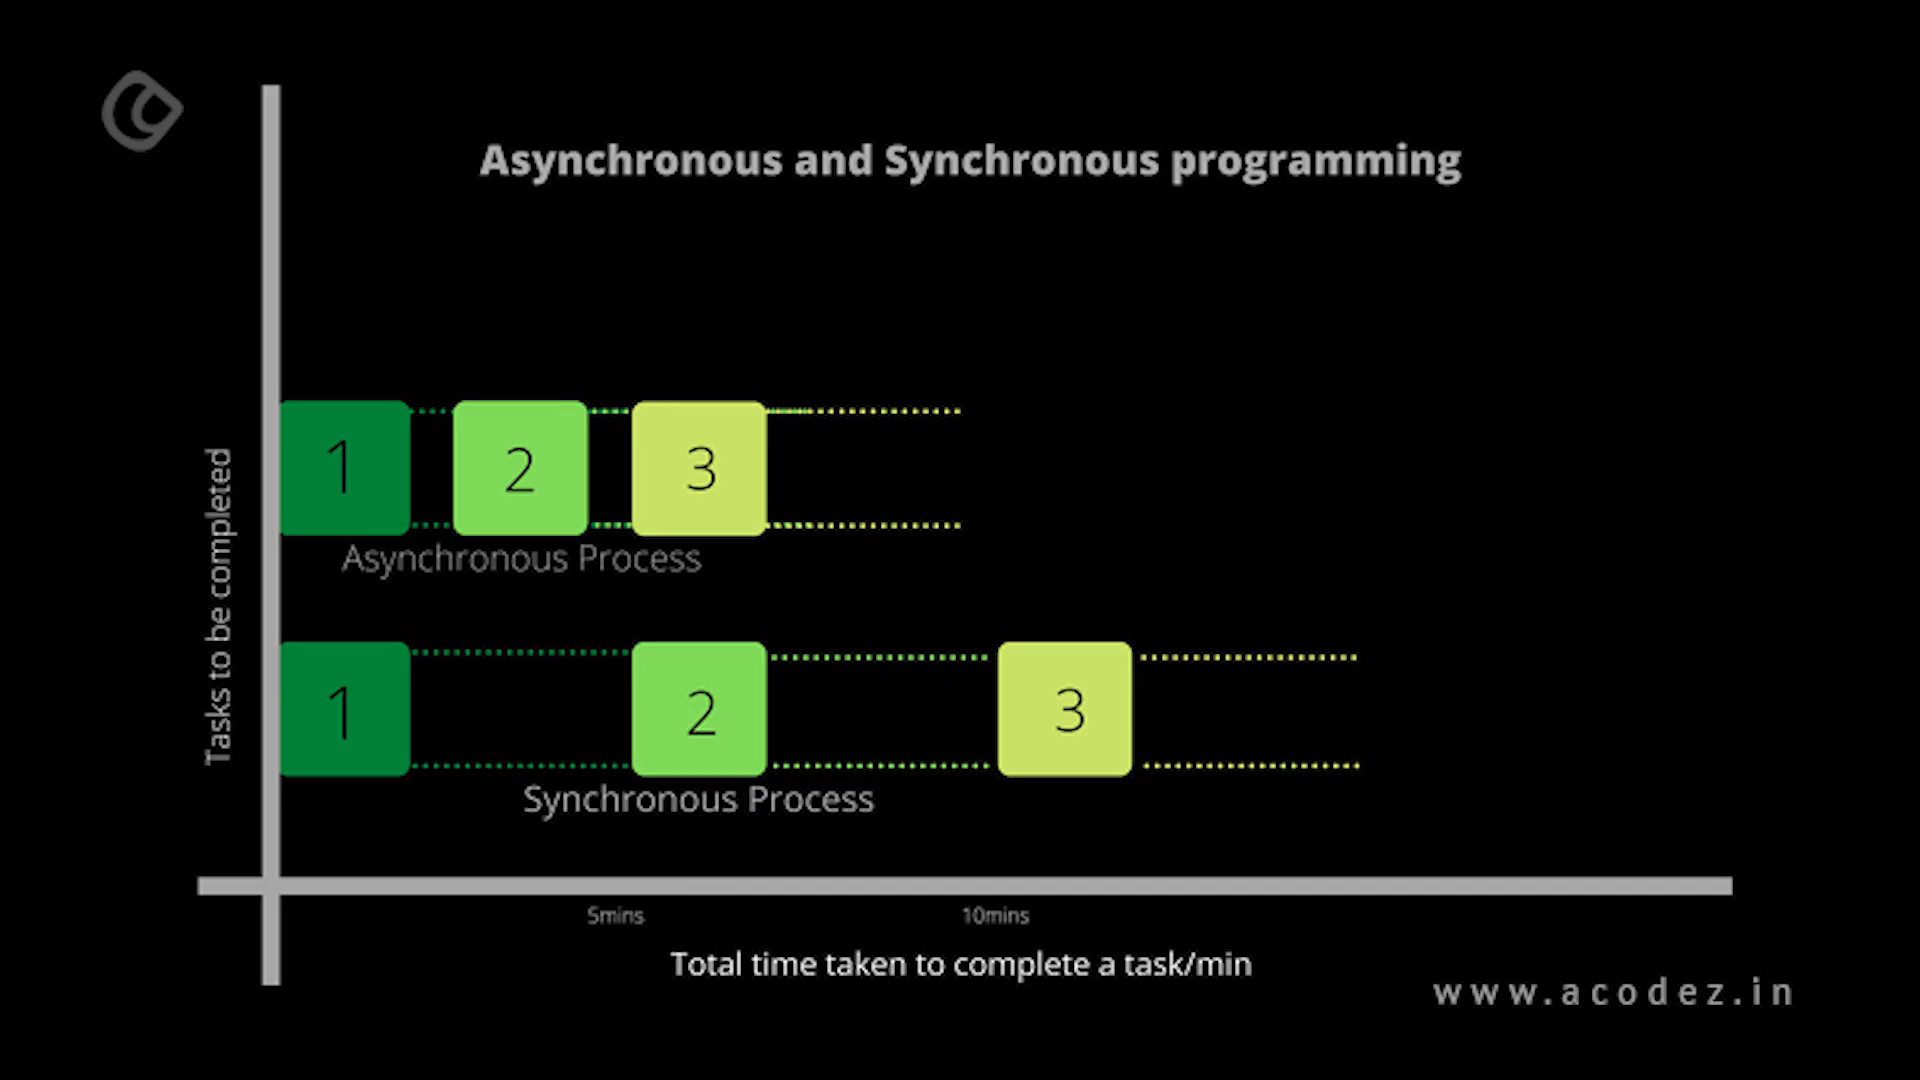 Asynchronous and Synchronous programming
1
2
3
Asynchronous Process
Tasks to be completed
1
2
3
Synchronous Process
5mins
10mins
Total time taken to complete a task/min
www.acodez.in